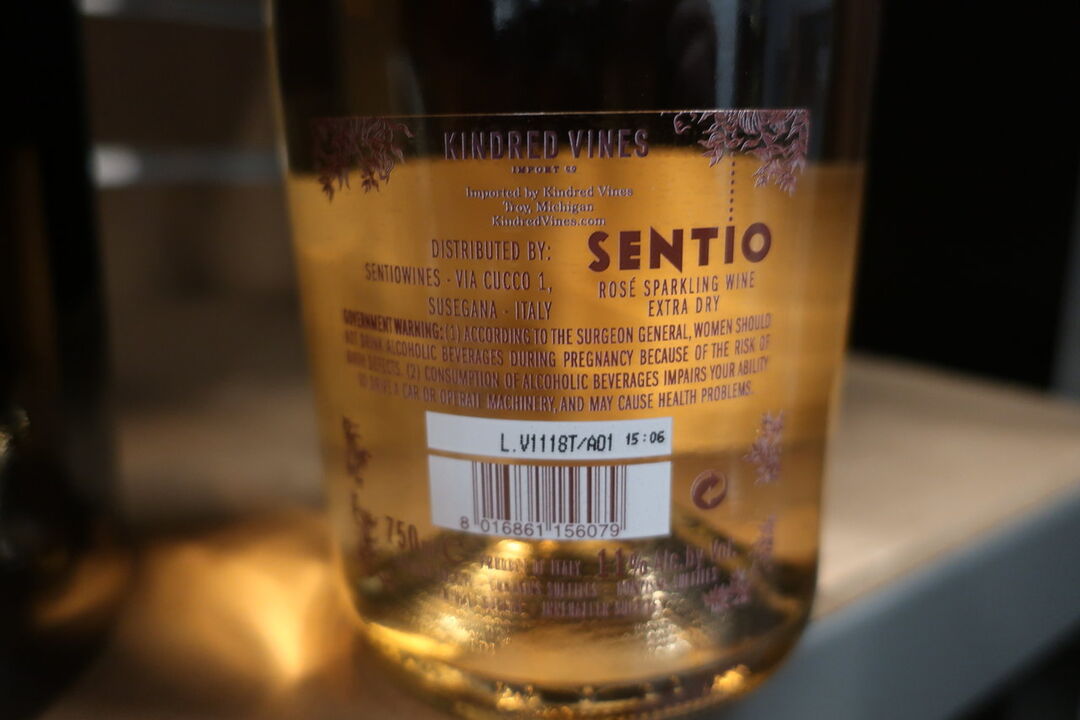 KINDRED VINES
IMPORT CO
Imported by Kindred Vines
Troy, Michigan
KindredVines.com
DISTRIBUTED BY:
SENTIOWINES - VIA CUCCO 1,
SUSEGANA - ITALY
SENTIO
ROSÉ SPARKLING WINE
EXTRA DRY
GOVERNMENT WARNING: (1) ACCORDING TO THE SURGEON GENERAL, WOMEN SHOULD
NOT DRINK ALCOHOLIC BEVERAGES DURING PREGNANCY BECAUSE OF THE RISK OF
BIRTH DEFECTS. (2) CONSUMPTION OF ALCOHOLIC BEVERAGES IMPAIRS YOUR ABILITY
TO DRIVE A CAR OR OPERATE MACHINERY, AND MAY CAUSE HEALTH PROBLEMS.
L.V1118T/A01 15:06
8 016861 156079
750
PRODUCT OF ITALY 11% Alc by Vol.